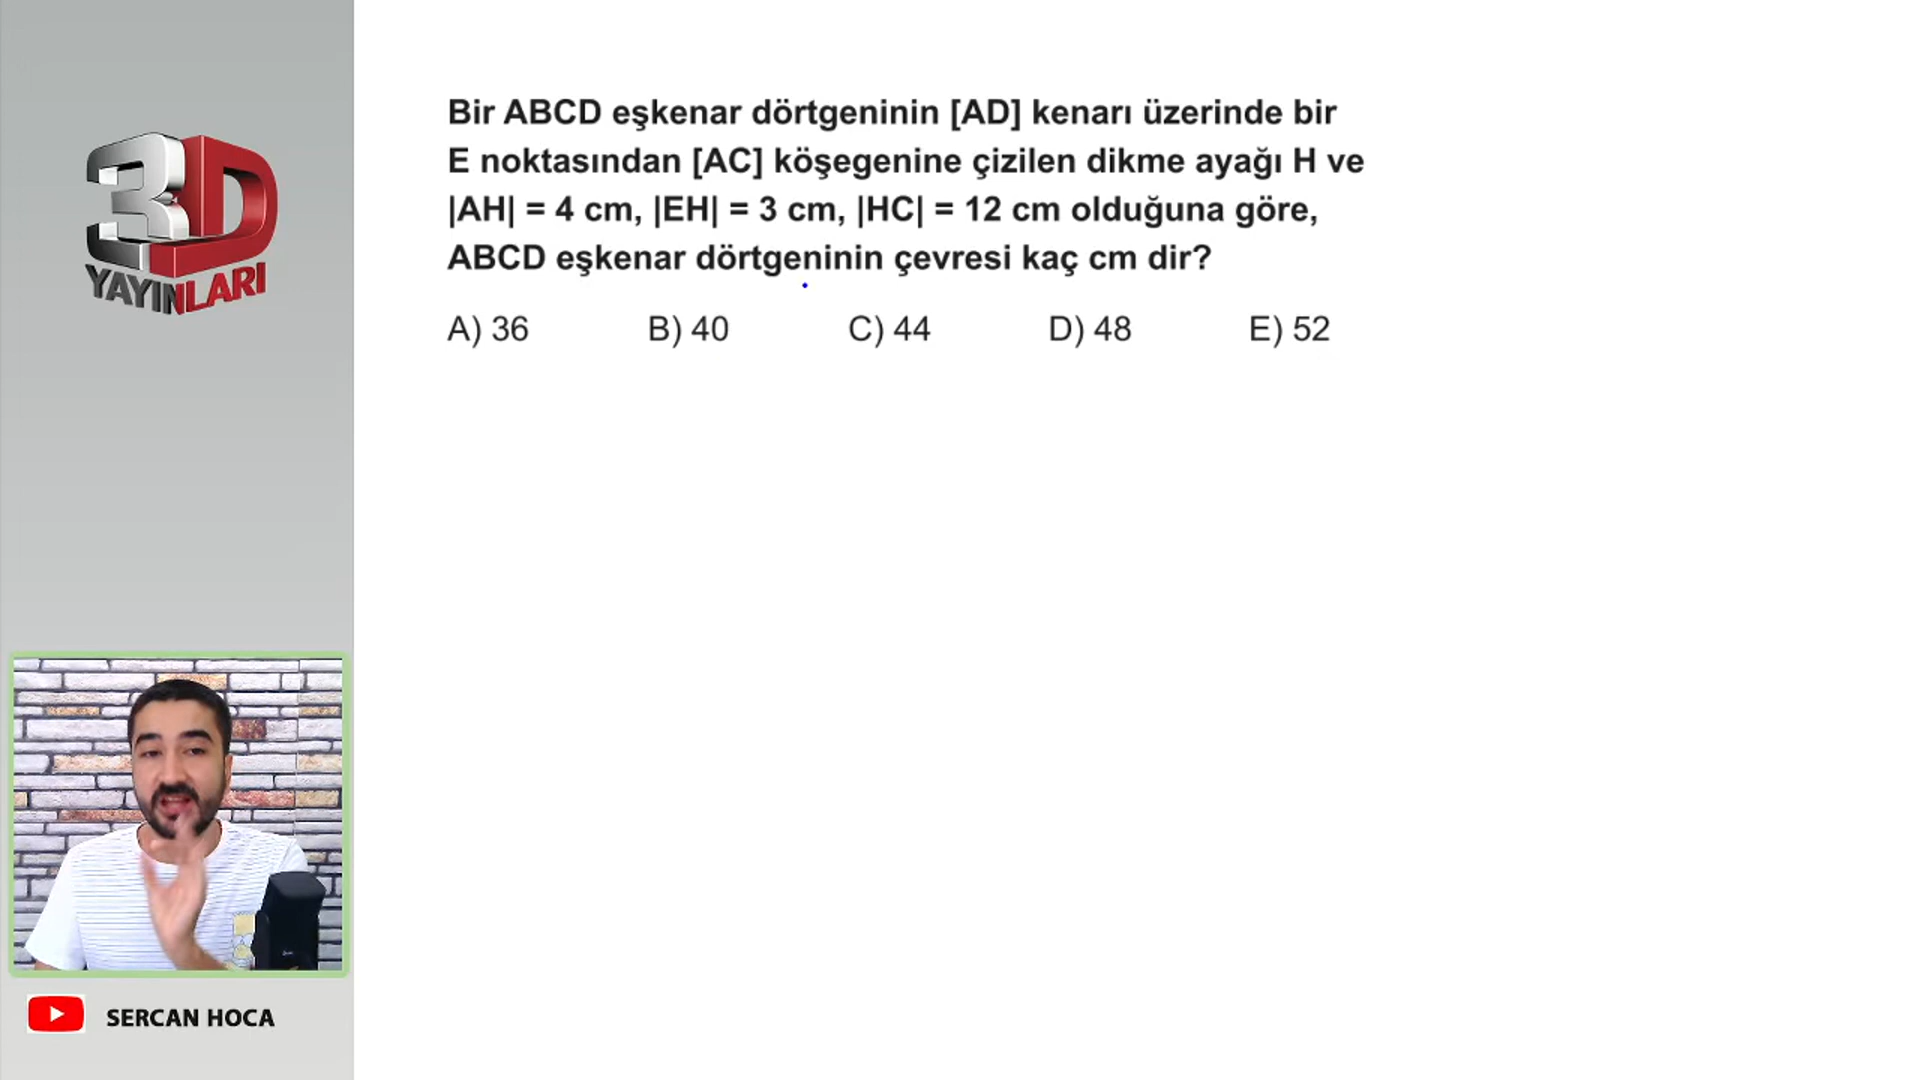 3D
YAYINLARI
Bir ABCD eşkenar dörtgeninin [AD] kenarı üzerinde bir
E noktasından [AC] köşegenine çizilen dikme ayağı H ve
|AH| = 4 cm, |EH| = 3 cm, |HC| = 12 cm olduğuna göre,
ABCD eşkenar dörtgeninin çevresi kaç cm dir?
A) 36 B) 40 C) 44 D) 48 E) 52
SERCAN HOCA